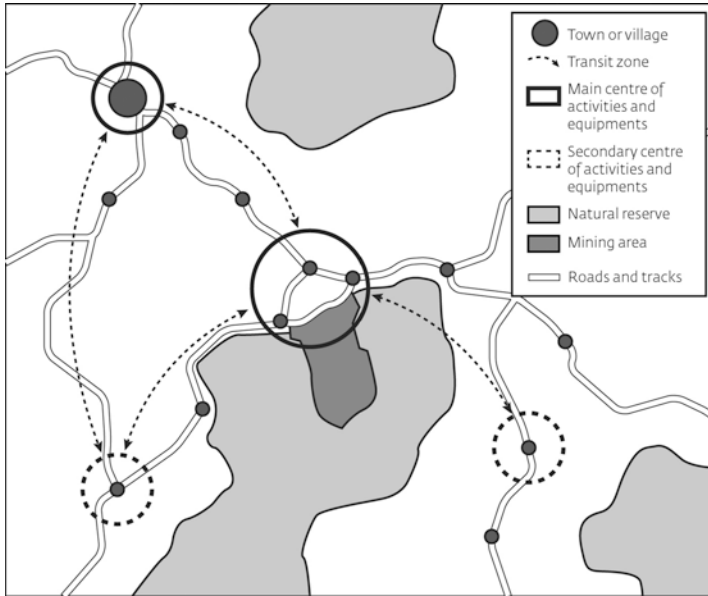 Town or village
Transit zone
Main centre of
activities and
equipments
Secondary centre
of activities and
equipments
Natural reserve
Mining area
Roads and tracks